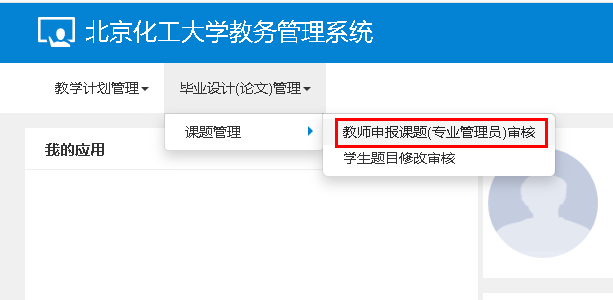 北京化工大学教务管理系统
教学计划管理 毕业设计(论文)管理
课题管理 教师申报课题(专业管理员)审核
我的应用 学生题目修改审核